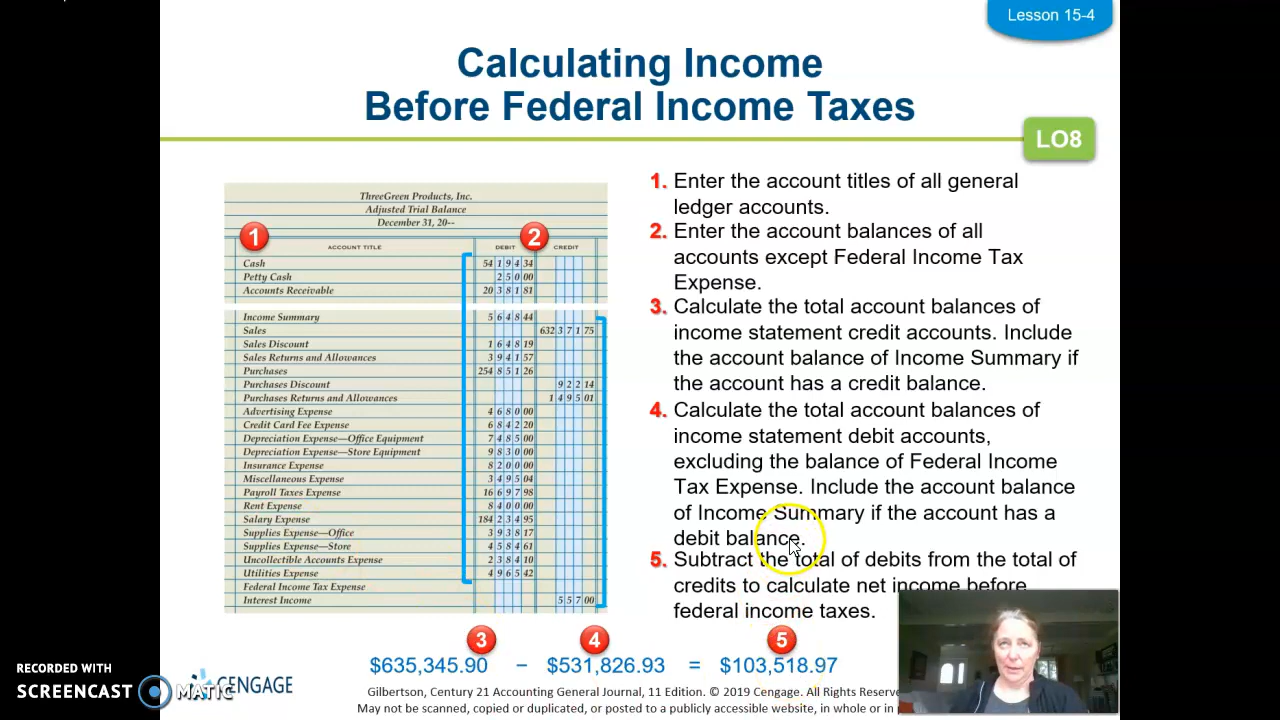 Lesson 15-4
Calculating Income
Before Federal Income Taxes
LO8
ThreeGreen Products, Inc.
Adjusted Trial Balance
December 31, 20--
1 ACCOUNT TITLE DEBIT 2 CREDIT
Cash 54 1 9 4 34
Petty Cash 2 5 0 00
Accounts Receivable 20 3 8 1 81
Income Summary 5 6 4 8 44
Sales 632 3 7 1 75
Sales Discount 1 6 4 8 19
Sales Returns and Allowances 3 9 4 1 57
Purchases 254 8 5 1 26
Purchases Discount 9 2 2 14
Purchases Returns and Allowances 1 4 9 5 01
Advertising Expense 4 6 8 0 00
Credit Card Fee Expense 6 8 4 2 20
Depreciation Expense—Office Equipment 7 4 8 5 00
Depreciation Expense—Store Equipment 9 8 3 0 00
Insurance Expense 8 2 0 0 00
Miscellaneous Expense 3 4 9 5 04
Payroll Taxes Expense 16 6 9 7 98
Rent Expense 8 4 0 0 00
Salary Expense 184 2 3 4 95
Supplies Expense—Office 3 9 3 8 17
Supplies Expense—Store 4 5 8 4 61
Uncollectible Accounts Expense 2 3 8 4 10
Utilities Expense 4 9 6 5 42
Federal Income Tax Expense
Interest Income 5 5 7 00
1. Enter the account titles of all general
ledger accounts.
2. Enter the account balances of all
accounts except Federal Income Tax
Expense.
3. Calculate the total account balances of
income statement credit accounts. Include
the account balance of Income Summary if
the account has a credit balance.
4. Calculate the total account balances of
income statement debit accounts,
excluding the balance of Federal Income
Tax Expense. Include the account balance
of Income Summary if the account has a
debit balance.
5. Subtract the total of debits from the total of
credits to calculate net income before
federal income taxes.
3 4 5
$635,345.90 − $531,826.93 = $103,518.97
RECORDED WITH
SCREENCAST MATIC
CENGAGE
Gilbertson, Century 21 Accounting General Journal, 11 Edition. © 2019 Cengage. All Rights
May not be scanned, copied or duplicated, or posted to a publicly accessible website, in whole or in